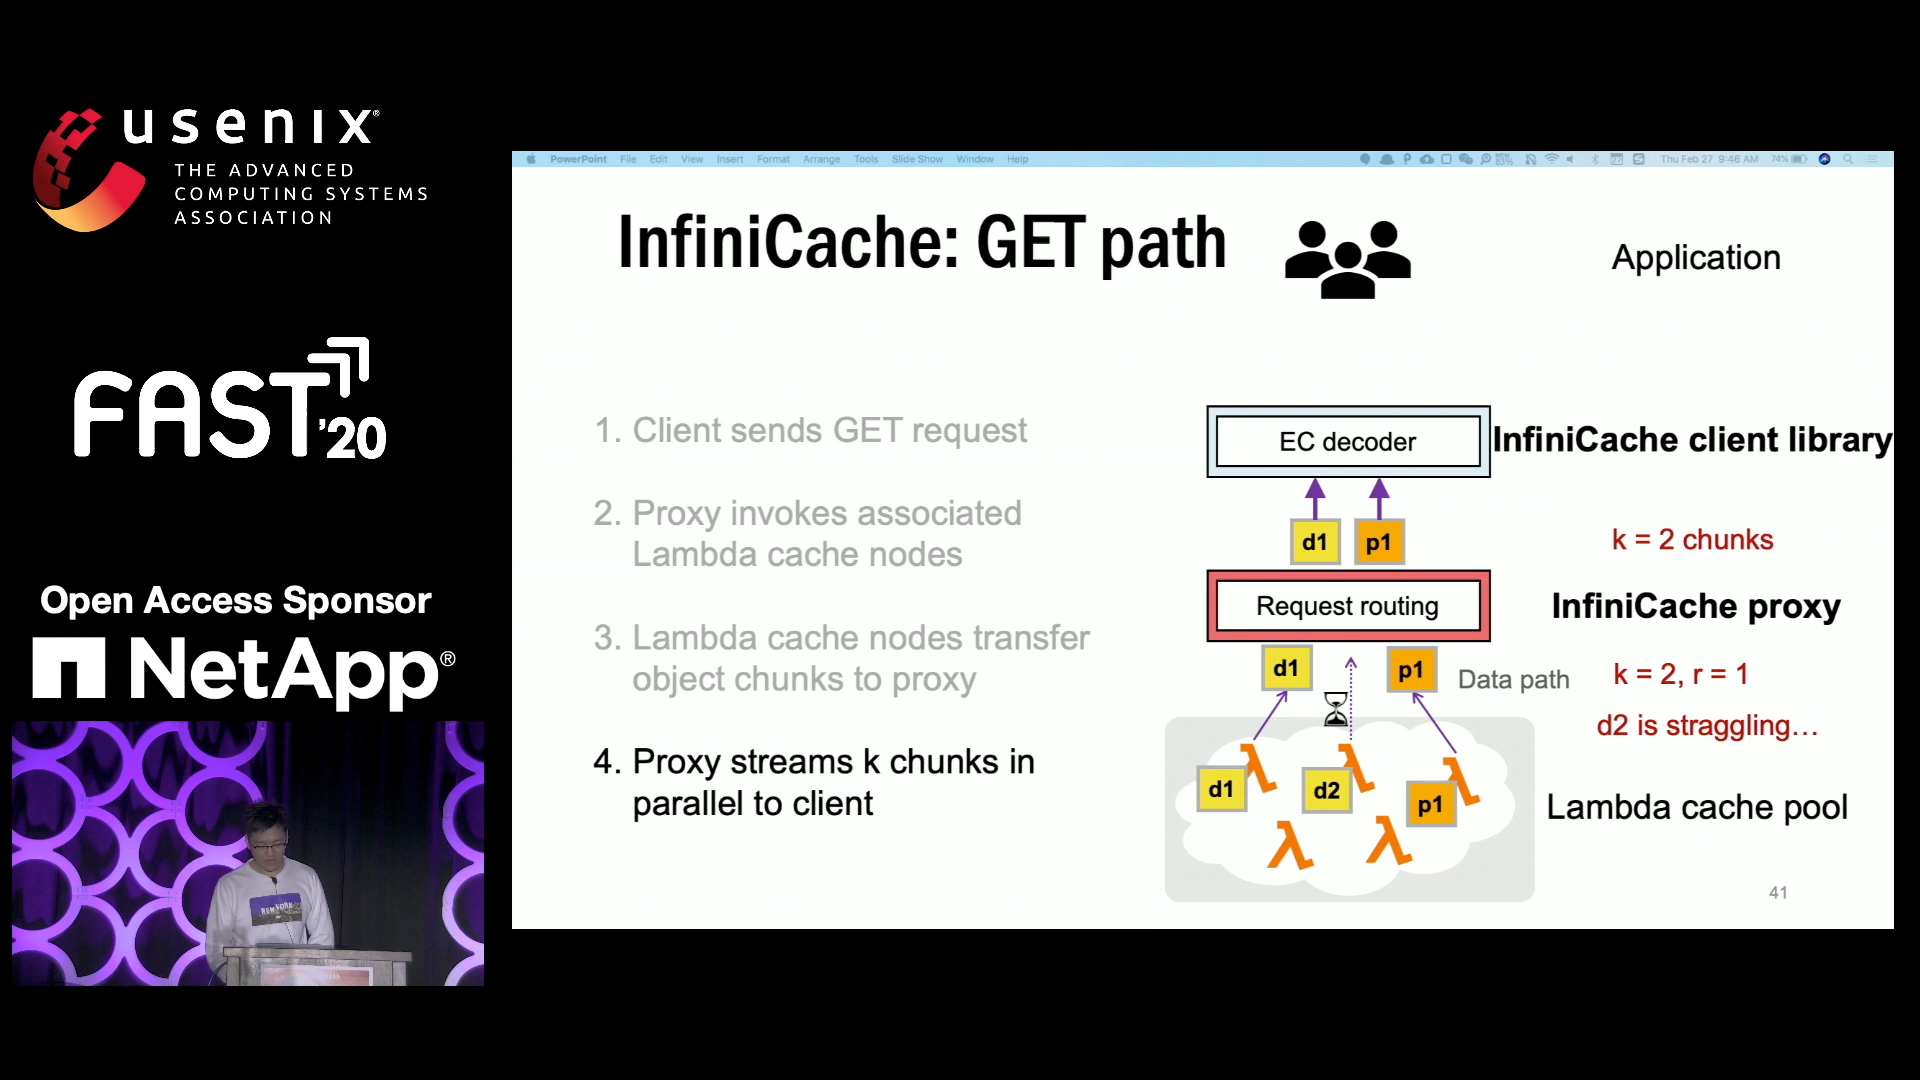 usenix®
THE ADVANCED
COMPUTING SYSTEMS
ASSOCIATION
FAST '20
Open Access Sponsor
NetApp®
NEW YORK
PowerPoint File Edit View Insert Format Arrange Tools Slide Show Window Help
Thu Feb 27 9:46 AM 74%
InfiniCache: GET path
Application
1. Client sends GET request
2. Proxy invokes associated
Lambda cache nodes
3. Lambda cache nodes transfer
object chunks to proxy
4. Proxy streams k chunks in
parallel to client
EC decoder
InfiniCache client library
d1 p1
k = 2 chunks
Request routing
InfiniCache proxy
d1 p1
Data path
k = 2, r = 1
d2 is straggling...
d1 λ d2 λ p1 λ
λ λ
Lambda cache pool
41